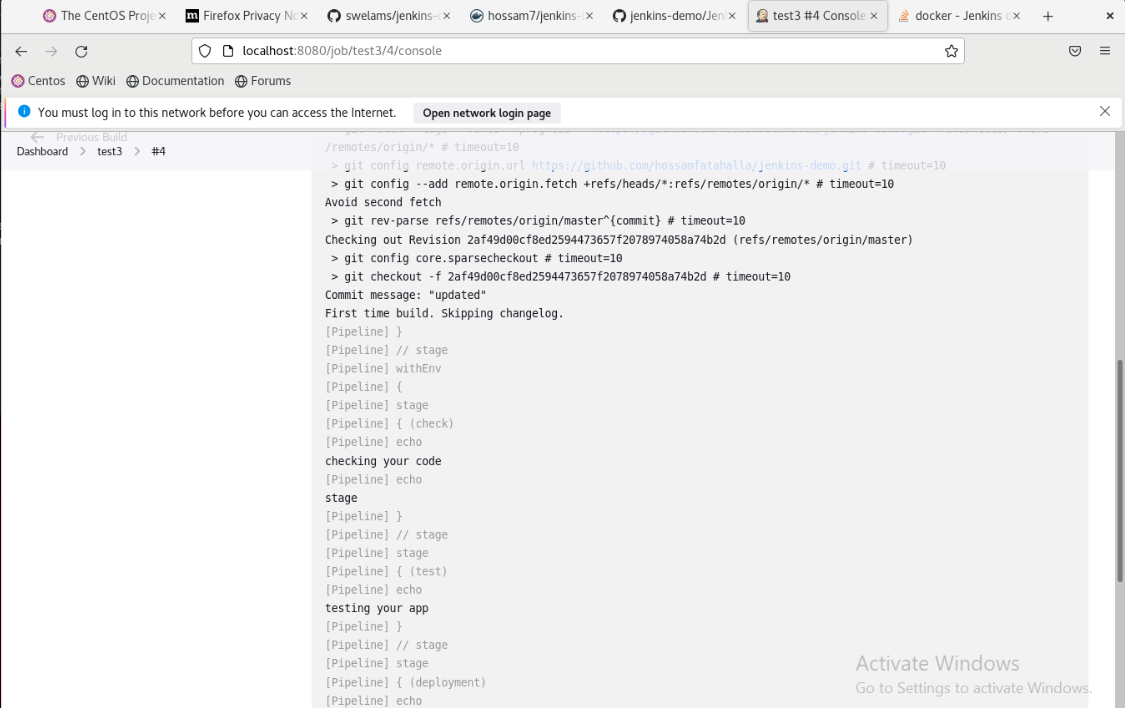 The CentOS Proje
Firefox Privacy No
swelams/jenkins-
hossam7/jenkins-
jenkins-demo/Jen
test3 #4 Console
docker - Jenkins
localhost:8080/job/test3/4/console
Centos Wiki Documentation Forums
You must log in to this network before you can access the Internet. Open network login page
Previous Build
Dashboard > test3 > #4
/remotes/origin/* # timeout=10
> git config remote.origin.url https://github.com/hossamfatahalla/jenkins-demo.git # timeout=10
> git config --add remote.origin.fetch +refs/heads/*:refs/remotes/origin/* # timeout=10
Avoid second fetch
> git rev-parse refs/remotes/origin/master^{commit} # timeout=10
Checking out Revision 2af49d00cf8ed2594473657f2078974058a74b2d (refs/remotes/origin/master)
> git config core.sparsecheckout # timeout=10
> git checkout -f 2af49d00cf8ed2594473657f2078974058a74b2d # timeout=10
Commit message: "updated"
First time build. Skipping changelog.
[Pipeline] }
[Pipeline] // stage
[Pipeline] withEnv
[Pipeline] {
[Pipeline] stage
[Pipeline] { (check)
[Pipeline] echo
checking your code
[Pipeline] echo
stage
[Pipeline] }
[Pipeline] // stage
[Pipeline] stage
[Pipeline] { (test)
[Pipeline] echo
testing your app
[Pipeline] }
[Pipeline] // stage
[Pipeline] stage
[Pipeline] { (deployment)
[Pipeline] echo
Activate Windows
Go to Settings to activate Windows.